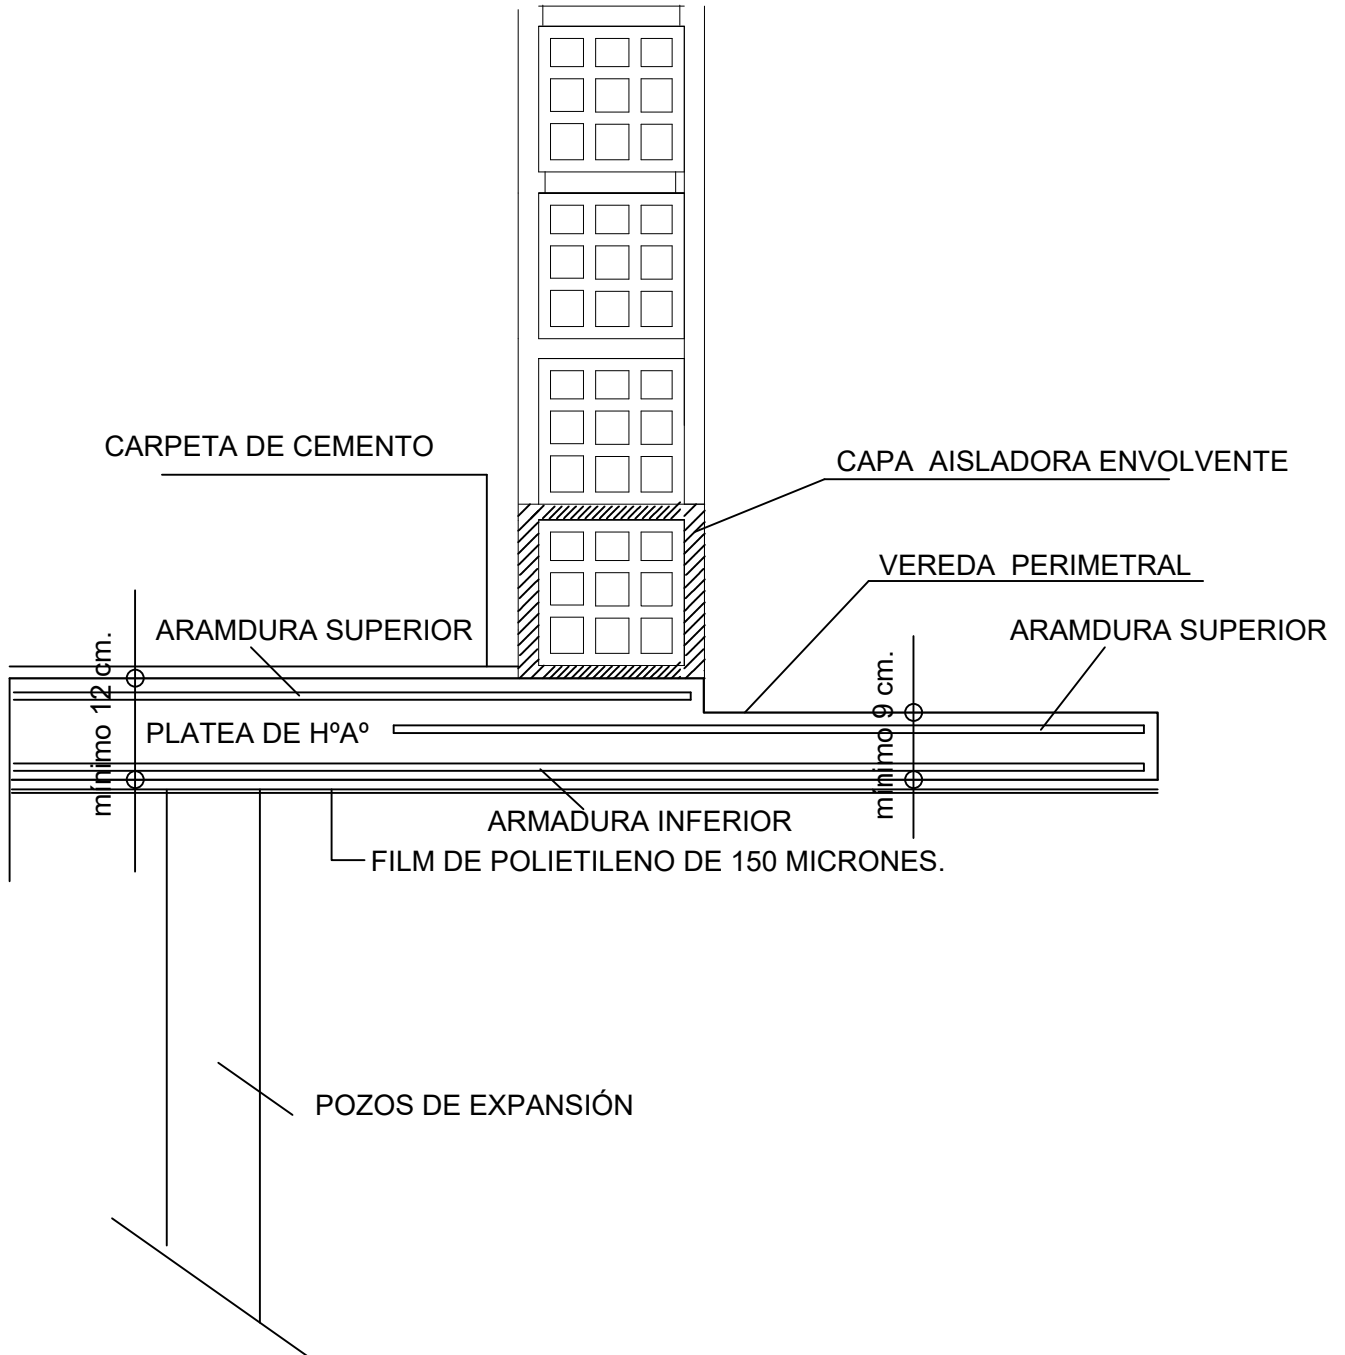 CARPETA DE CEMENTO
CAPA AISLADORA ENVOLVENTE
VEREDA PERIMETRAL
ARAMDURA SUPERIOR
ARAMDURA SUPERIOR
mínimo 12 cm.
mínimo 9 cm.
PLATEA DE HºAº
ARMADURA INFERIOR
FILM DE POLIETILENO DE 150 MICRONES.
POZOS DE EXPANSIÓN